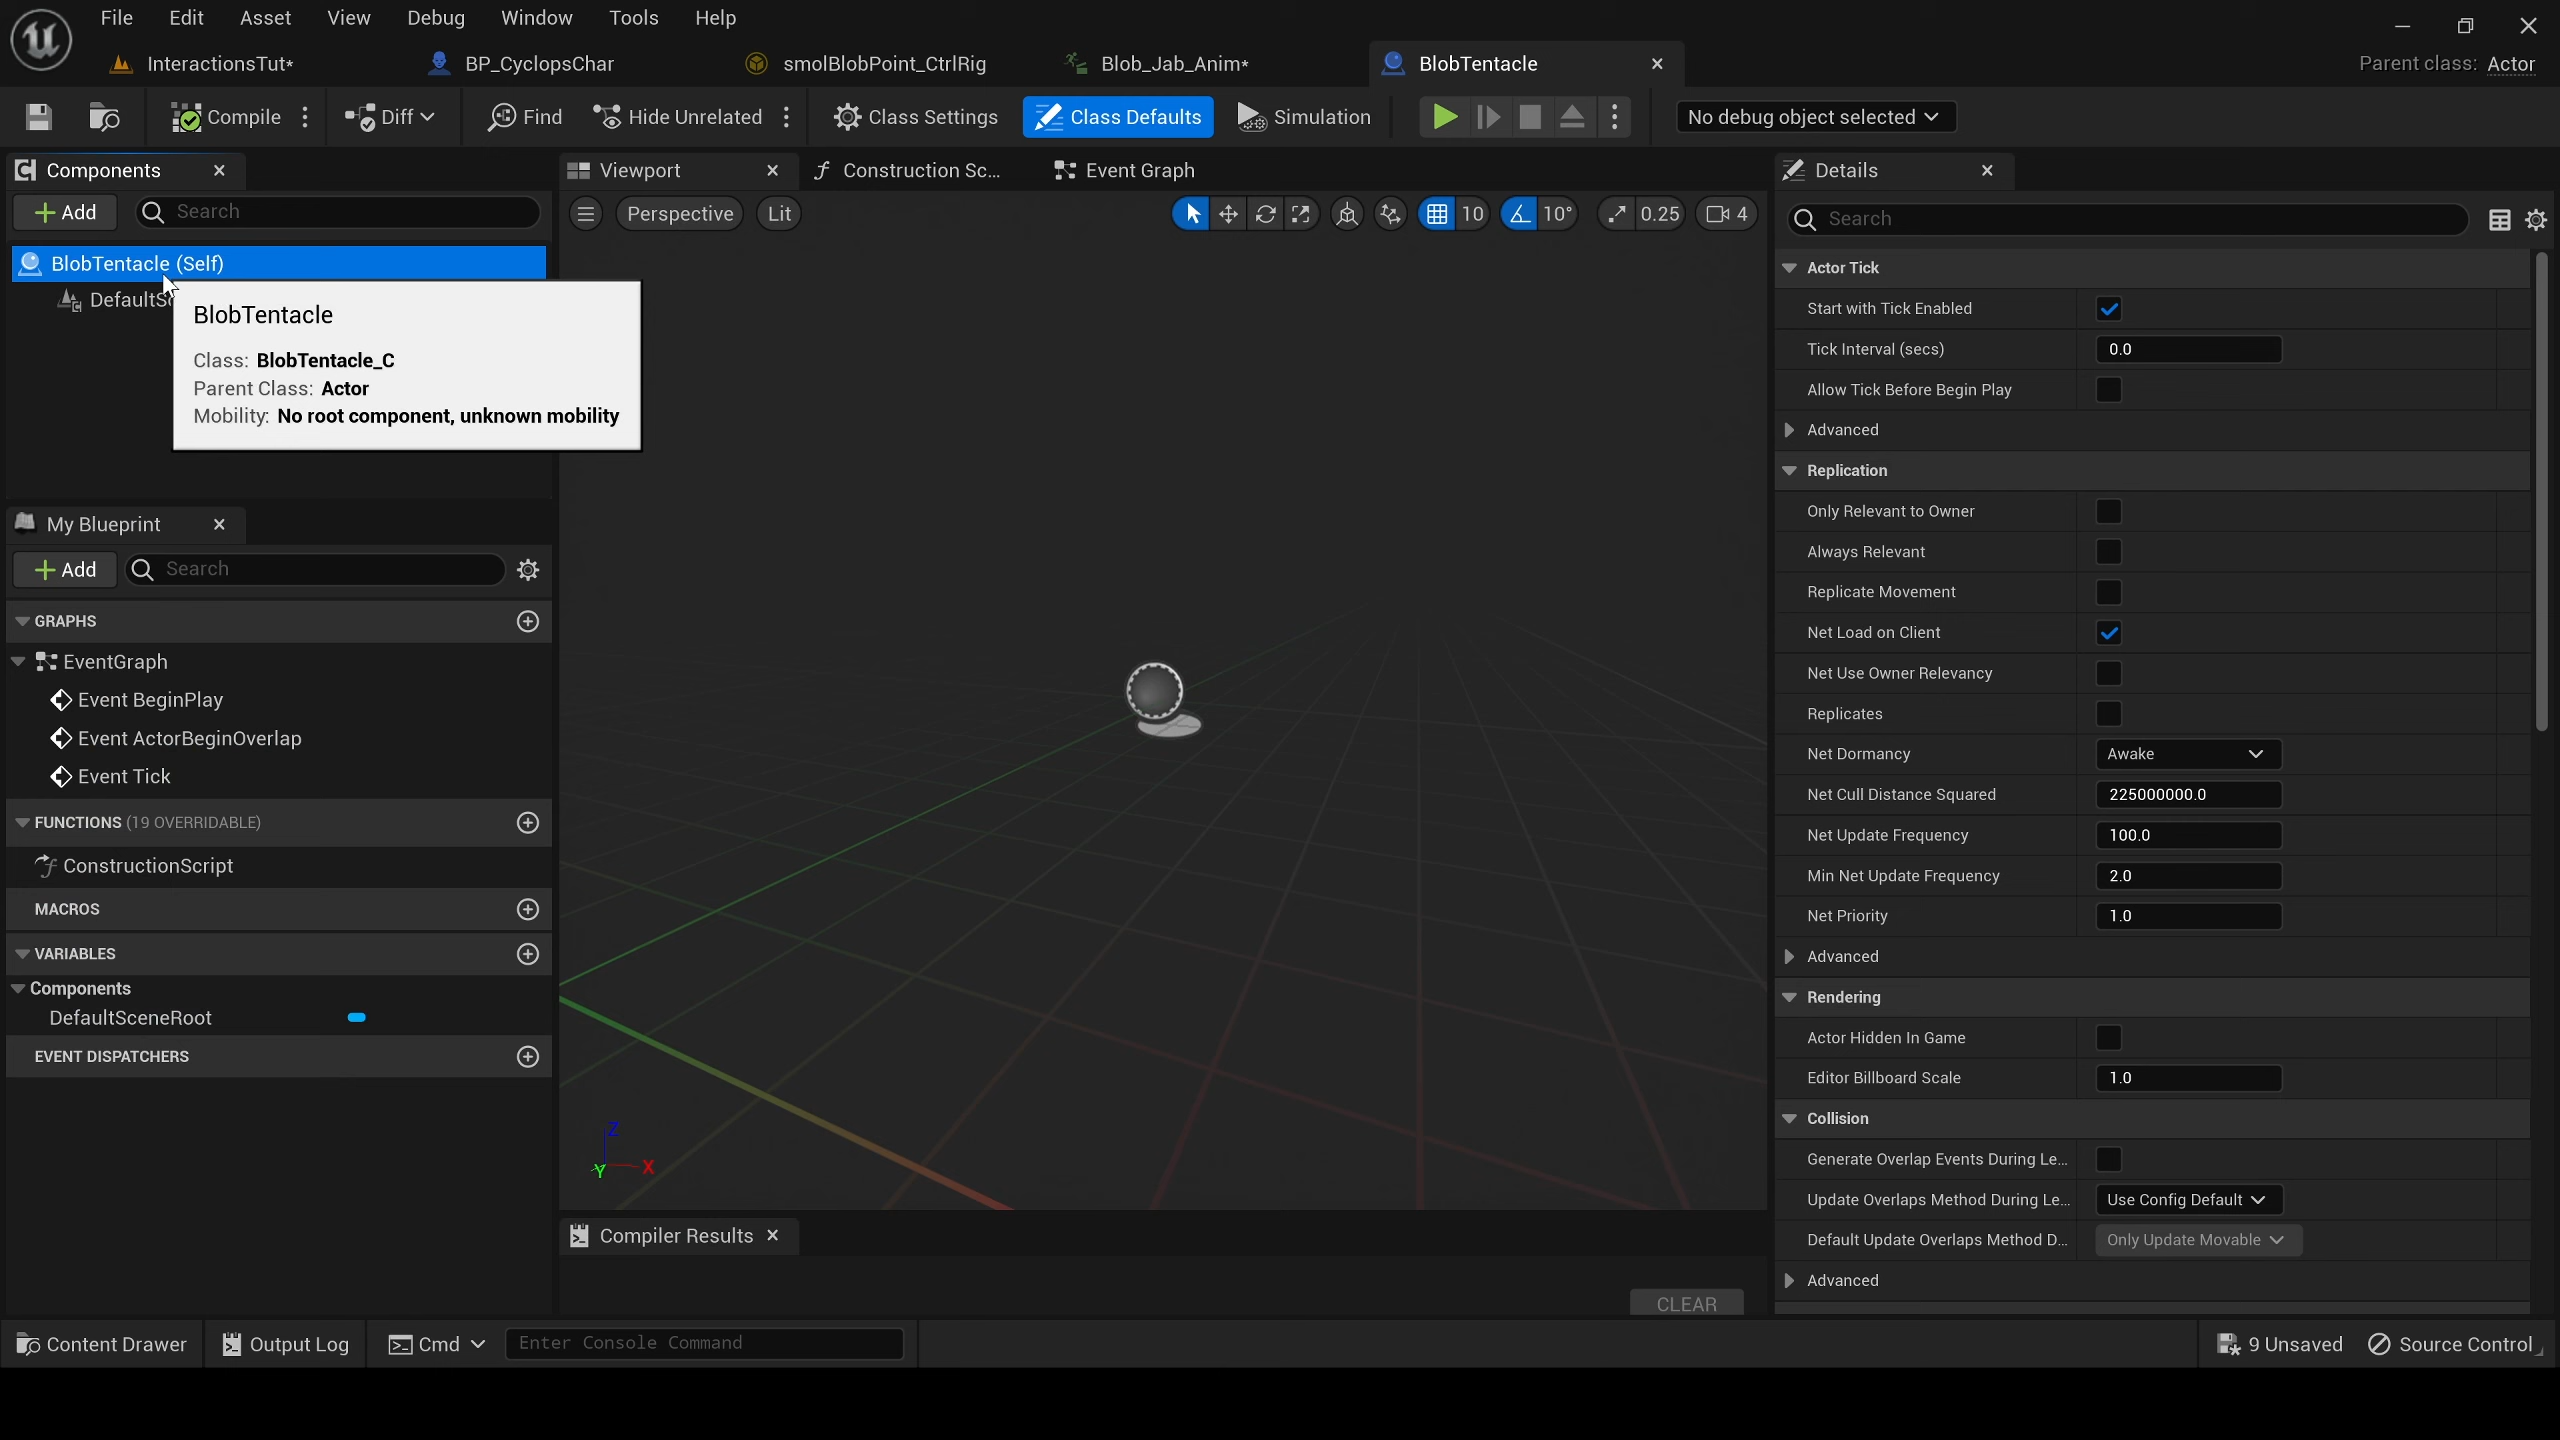 File Edit Asset View Debug Window Tools Help
InteractionsTut* BP_CyclopsChar smolBlobPoint_CtrlRig Blob_Jab_Anim* BlobTentacle Parent class: Actor
Compile Diff Find Hide Unrelated Class Settings Class Defaults Simulation No debug object selected
Components
Add Search
BlobTentacle (Self)
DefaultSc
BlobTentacle
Class: BlobTentacle_C
Parent Class: Actor
Mobility: No root component, unknown mobility
My Blueprint
Add Search
GRAPHS
EventGraph
Event BeginPlay
Event ActorBeginOverlap
Event Tick
FUNCTIONS (19 OVERRIDABLE)
ConstructionScript
MACROS
VARIABLES
Components
DefaultSceneRoot
EVENT DISPATCHERS
Viewport Construction Sc... Event Graph
Perspective Lit 10 10° 0.25 4
Z
Y X
Compiler Results
CLEAR
Details
Search
Actor Tick
Start with Tick Enabled
Tick Interval (secs) 0.0
Allow Tick Before Begin Play
Advanced
Replication
Only Relevant to Owner
Always Relevant
Replicate Movement
Net Load on Client
Net Use Owner Relevancy
Replicates
Net Dormancy Awake
Net Cull Distance Squared 225000000.0
Net Update Frequency 100.0
Min Net Update Frequency 2.0
Net Priority 1.0
Advanced
Rendering
Actor Hidden In Game
Editor Billboard Scale 1.0
Collision
Generate Overlap Events During Le...
Update Overlaps Method During Le... Use Config Default
Default Update Overlaps Method D... Only Update Movable
Advanced
Content Drawer Output Log Cmd Enter Console Command 9 Unsaved Source Control